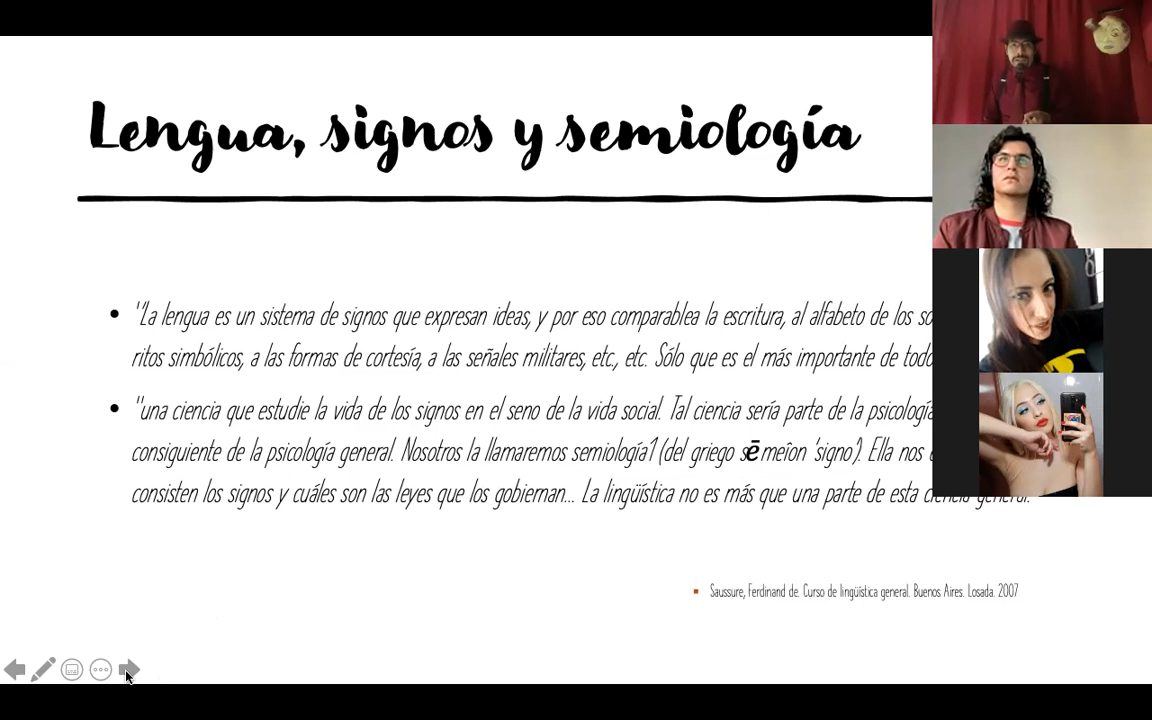 Lengua, signos y semiología
• "La lengua es un sistema de signos que expresan ideas, y por eso comparablea la escritura, al alfabeto de los
ritos simbólicos, a las formas de cortesía, a las señales militares, etc., etc. Sólo que es el más importante de
• "una ciencia que estudie la vida de los signos en el seno de la vida social. Tal ciencia sería parte de la psicología
consiguiente de la psicología general. Nosotros la llamaremos semiología1 (del griego sēmeîon 'signo'). Ella nos
consisten los signos y cuáles son las leyes que los gobiernan... La lingüística no es más que una parte de esta ciencia general.
▪ Saussure, Ferdinand de. Curso de lingüística general. Buenos Aires. Losada. 2007